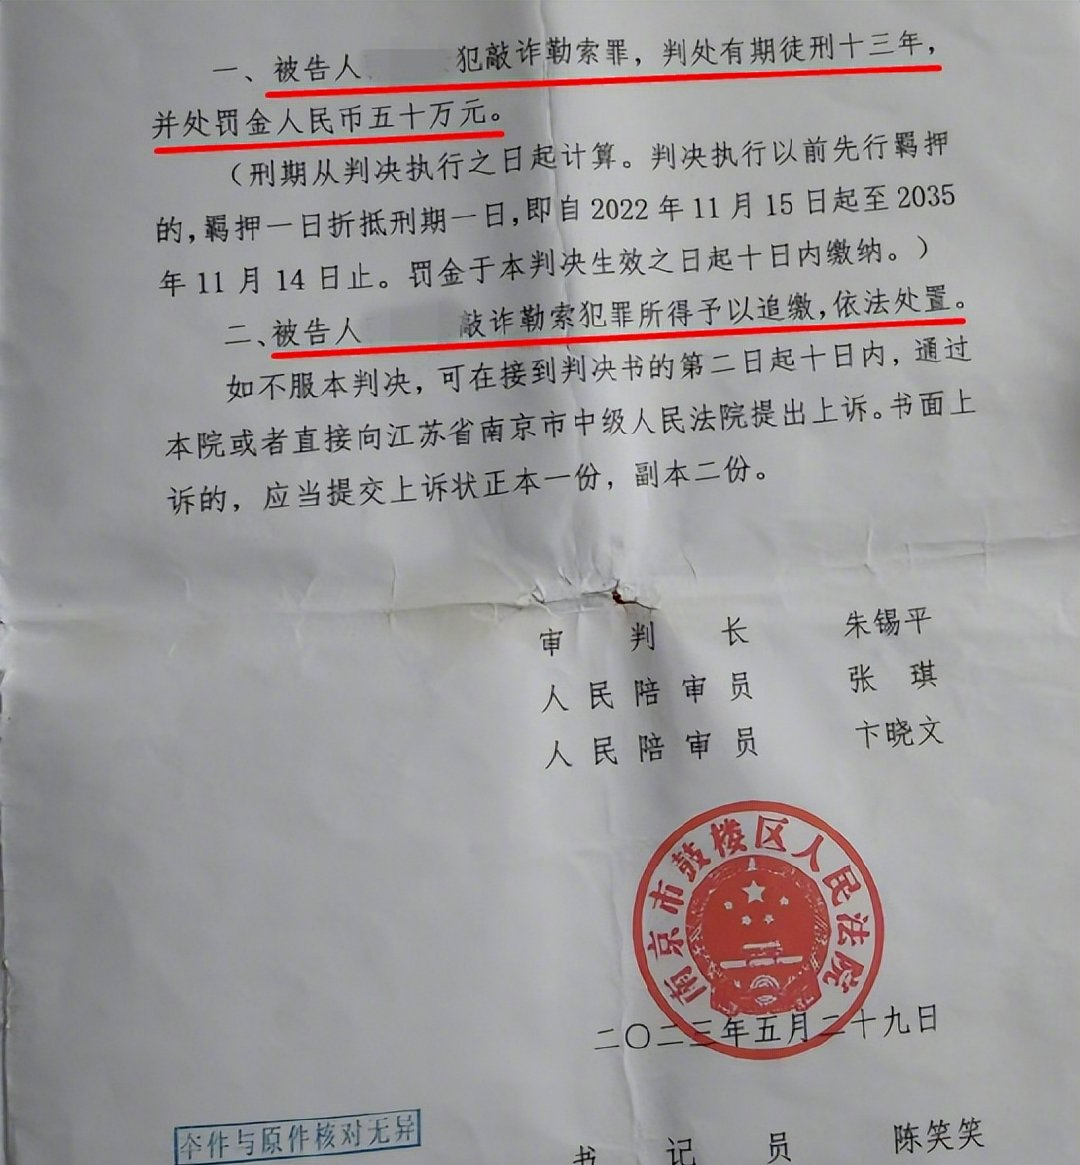 一、被告人 犯敲诈勒索罪，判处有期徒刑十三年，
并处罚金人民币五十万元。
（刑期从判决执行之日起计算。判决执行以前先行羁押
的，羁押一日折抵刑期一日，即自2022年11月15日起至2035
年11月14日止。罚金于本判决生效之日起十日内缴纳。）
二、被告人 敲诈勒索犯罪所得予以追缴，依法处置。
如不服本判决，可在接到判决书的第二日起十日内，通过
本院或者直接向江苏省南京市中级人民法院提出上诉。书面上
诉的，应当提交上诉状正本一份，副本二份。
审判长 朱锡平
人民陪审员 张琪
人民陪审员 卞晓文
南京市鼓楼区人民法院
二〇二三年五月二十九日
本件与原件核对无异
书记员 陈笑笑